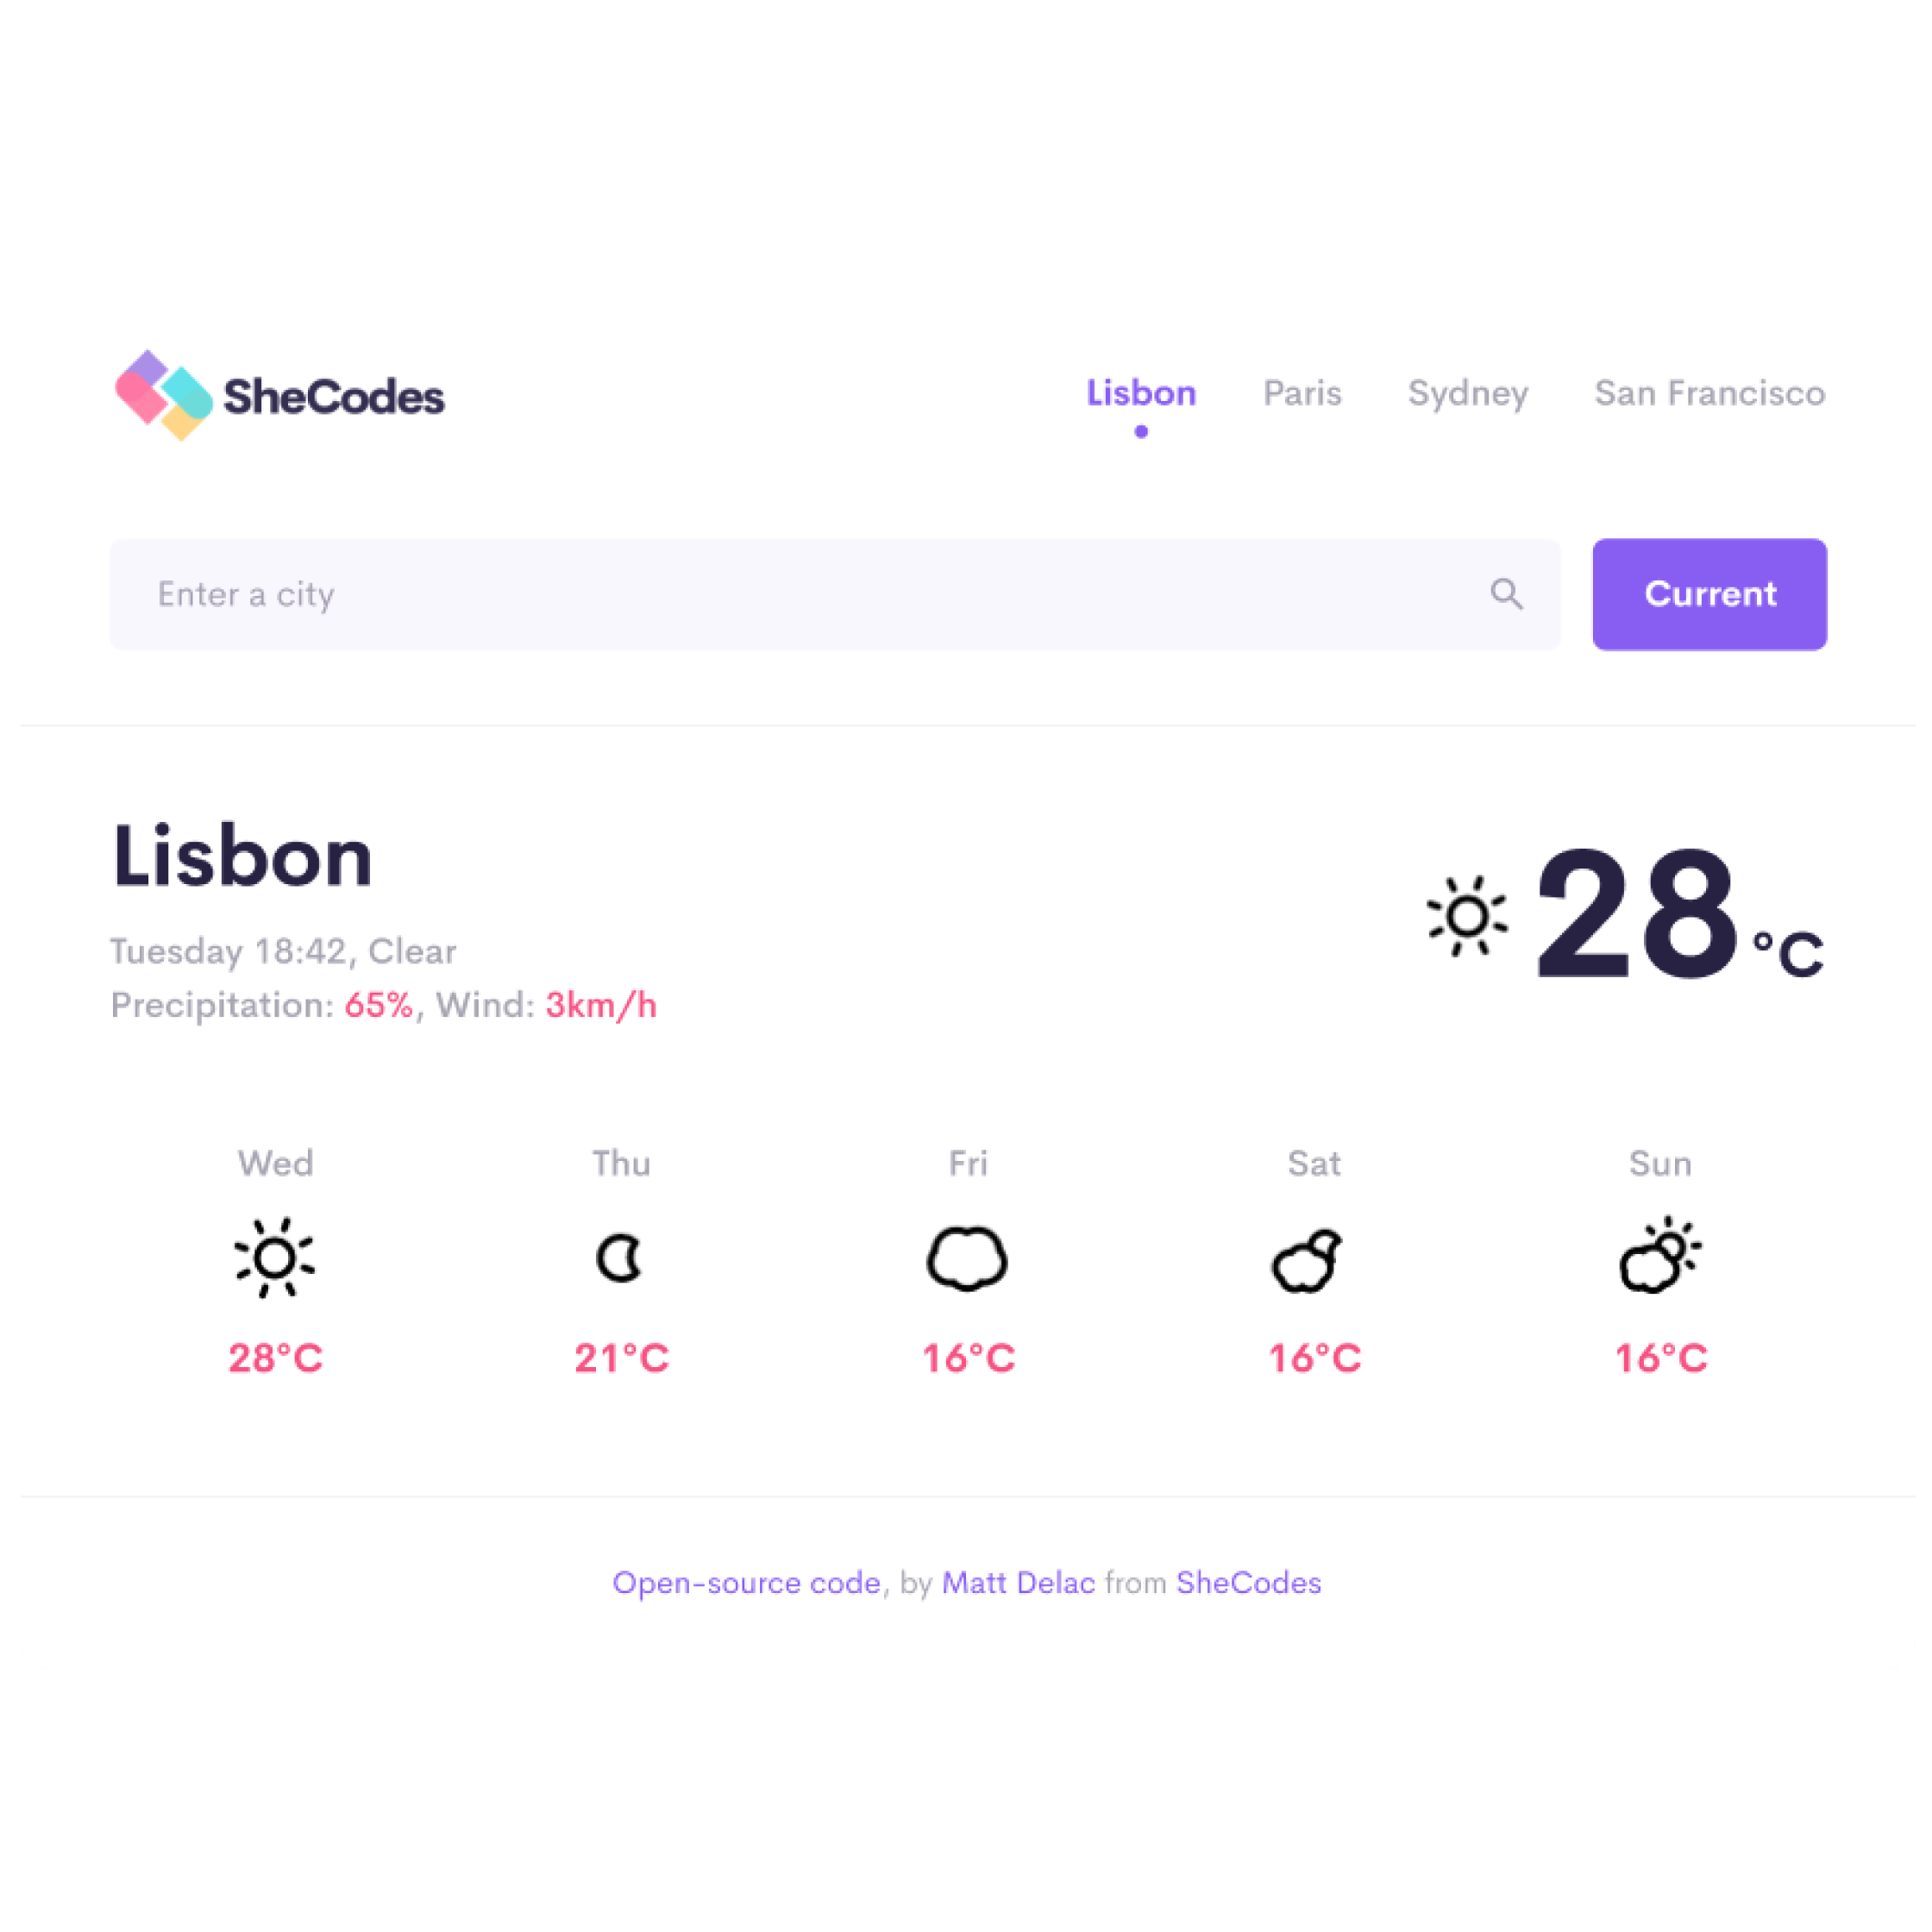 SheCodes
Lisbon Paris Sydney San Francisco
Enter a city
Current
Lisbon
28 °C
Tuesday 18:42, Clear
Precipitation: 65%, Wind: 3km/h
Wed Thu Fri Sat Sun
28°C 21°C 16°C 16°C 16°C
Open-source code, by Matt Delac from SheCodes